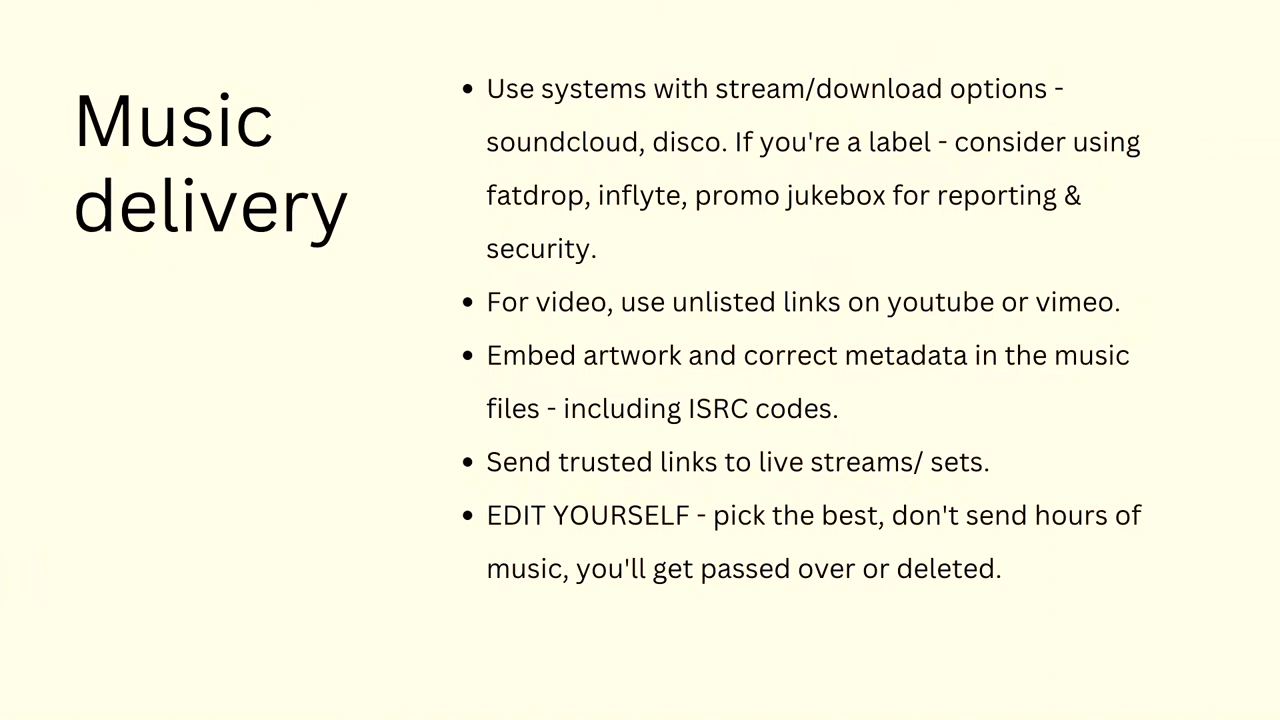 Music
delivery
• Use systems with stream/download options -
soundcloud, disco. If you're a label - consider using
fatdrop, inflyte, promo jukebox for reporting &
security.
• For video, use unlisted links on youtube or vimeo.
• Embed artwork and correct metadata in the music
files - including ISRC codes.
• Send trusted links to live streams/ sets.
• EDIT YOURSELF - pick the best, don't send hours of
music, you'll get passed over or deleted.